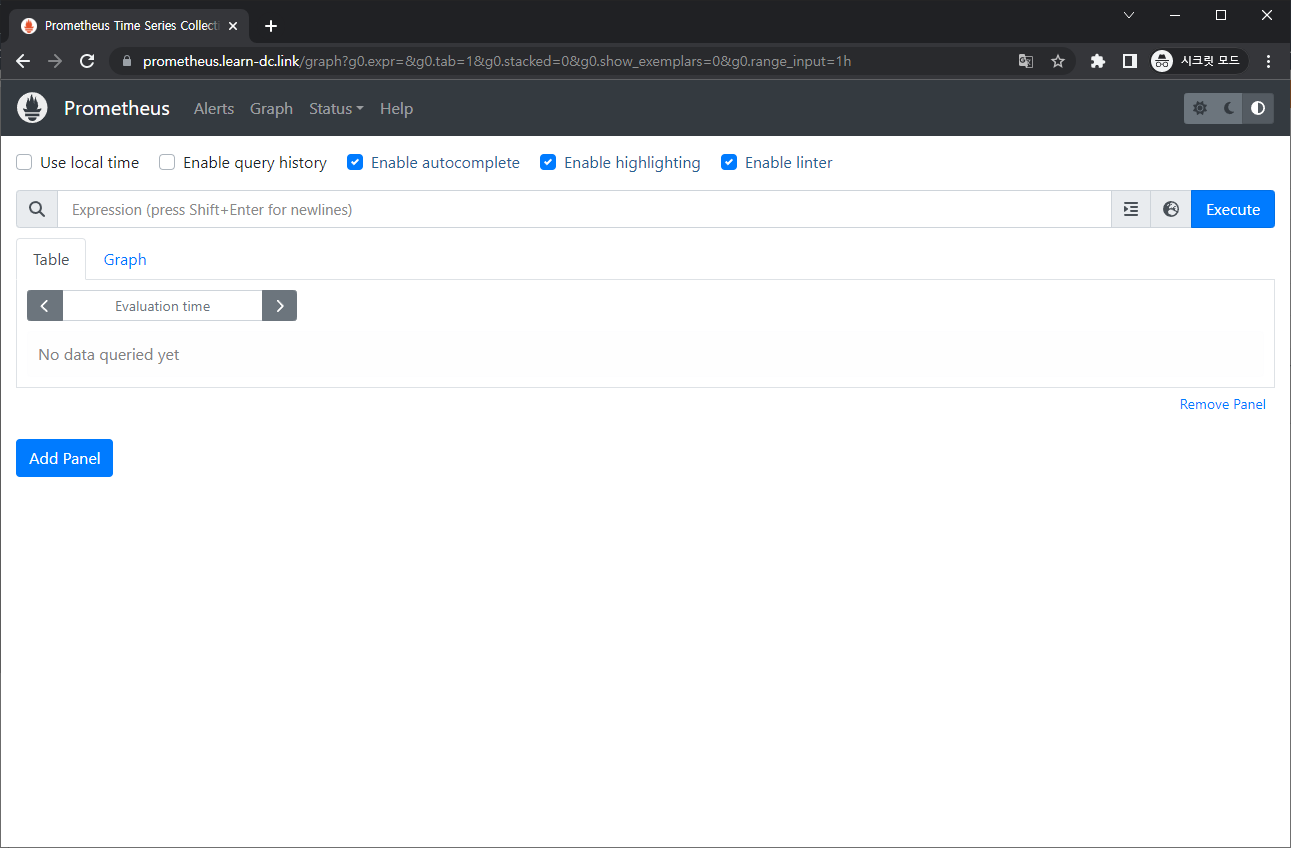 Prometheus Time Series Collecti
prometheus.learn-dc.link/graph?g0.expr=&g0.tab=1&g0.stacked=0&g0.show_exemplars=0&g0.range_input=1h
시크릿 모드
Prometheus Alerts Graph Status Help
Use local time Enable query history Enable autocomplete Enable highlighting Enable linter
Expression (press Shift+Enter for newlines) Execute
Table Graph
Evaluation time
No data queried yet
Remove Panel
Add Panel